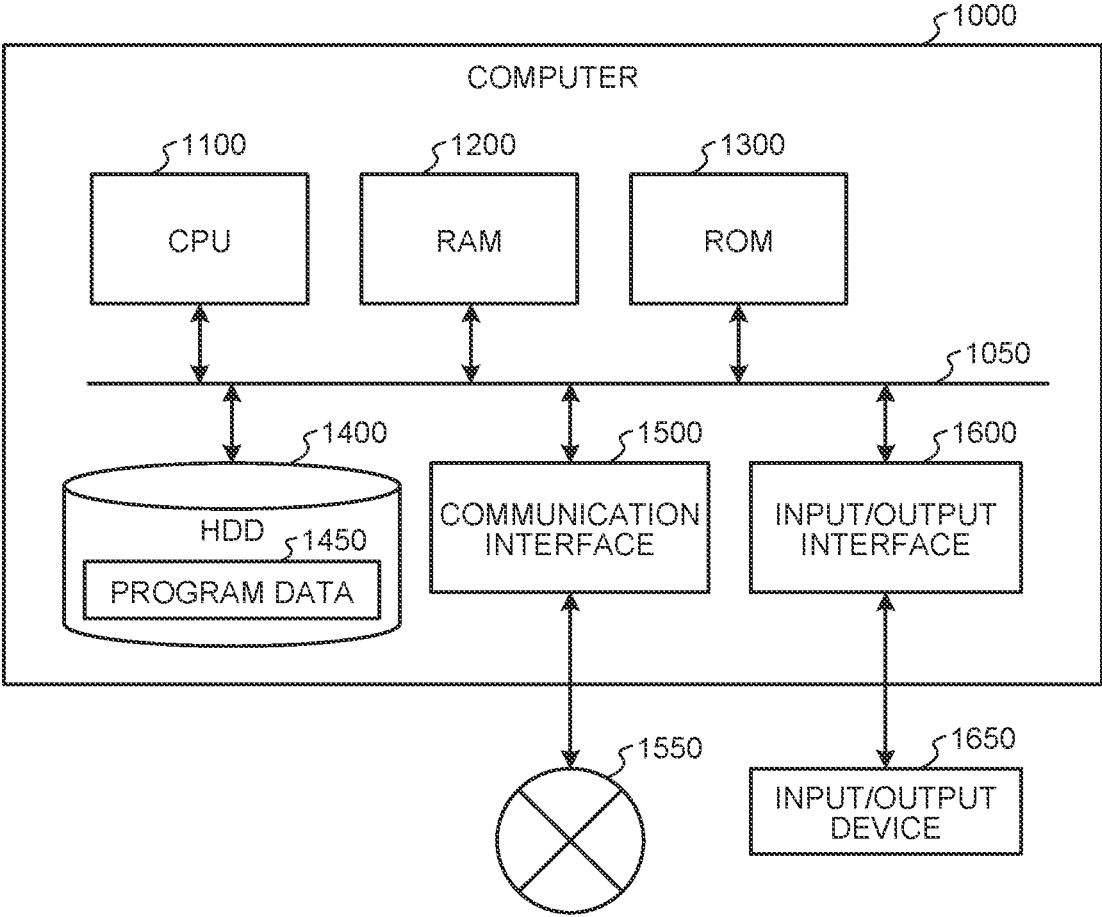 1000
COMPUTER
1100
1200
1300
CPU
RAM
ROM
1050
1400
1500
1600
HDD
1450
PROGRAM DATA
COMMUNICATION
INTERFACE
INPUT/OUTPUT
INTERFACE
1550
1650
INPUT/OUTPUT
DEVICE